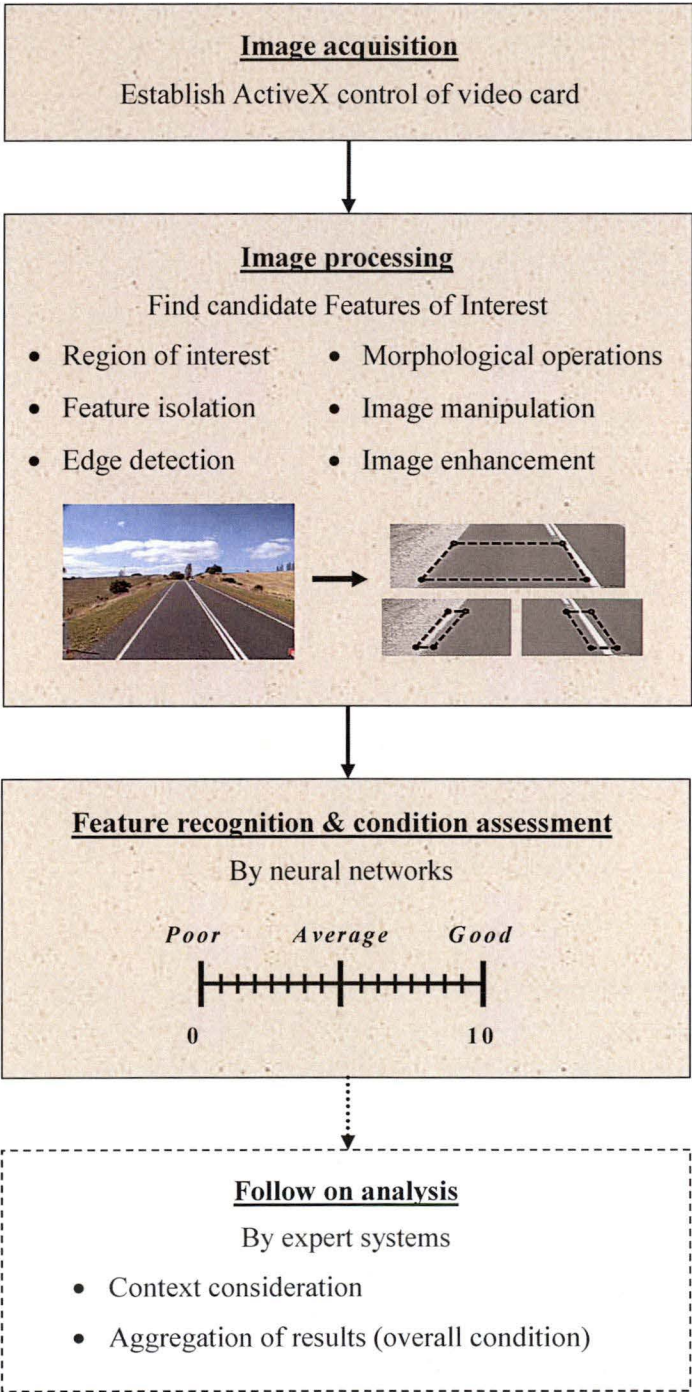 Image acquisition
Establish ActiveX control of video card
Image processing
Find candidate Features of Interest
• Region of interest
• Feature isolation
• Edge detection
• Morphological operations
• Image manipulation
• Image enhancement
Feature recognition & condition assessment
By neural networks
Poor Average Good
0 10
Follow on analysis
By expert systems
• Context consideration
• Aggregation of results (overall condition)